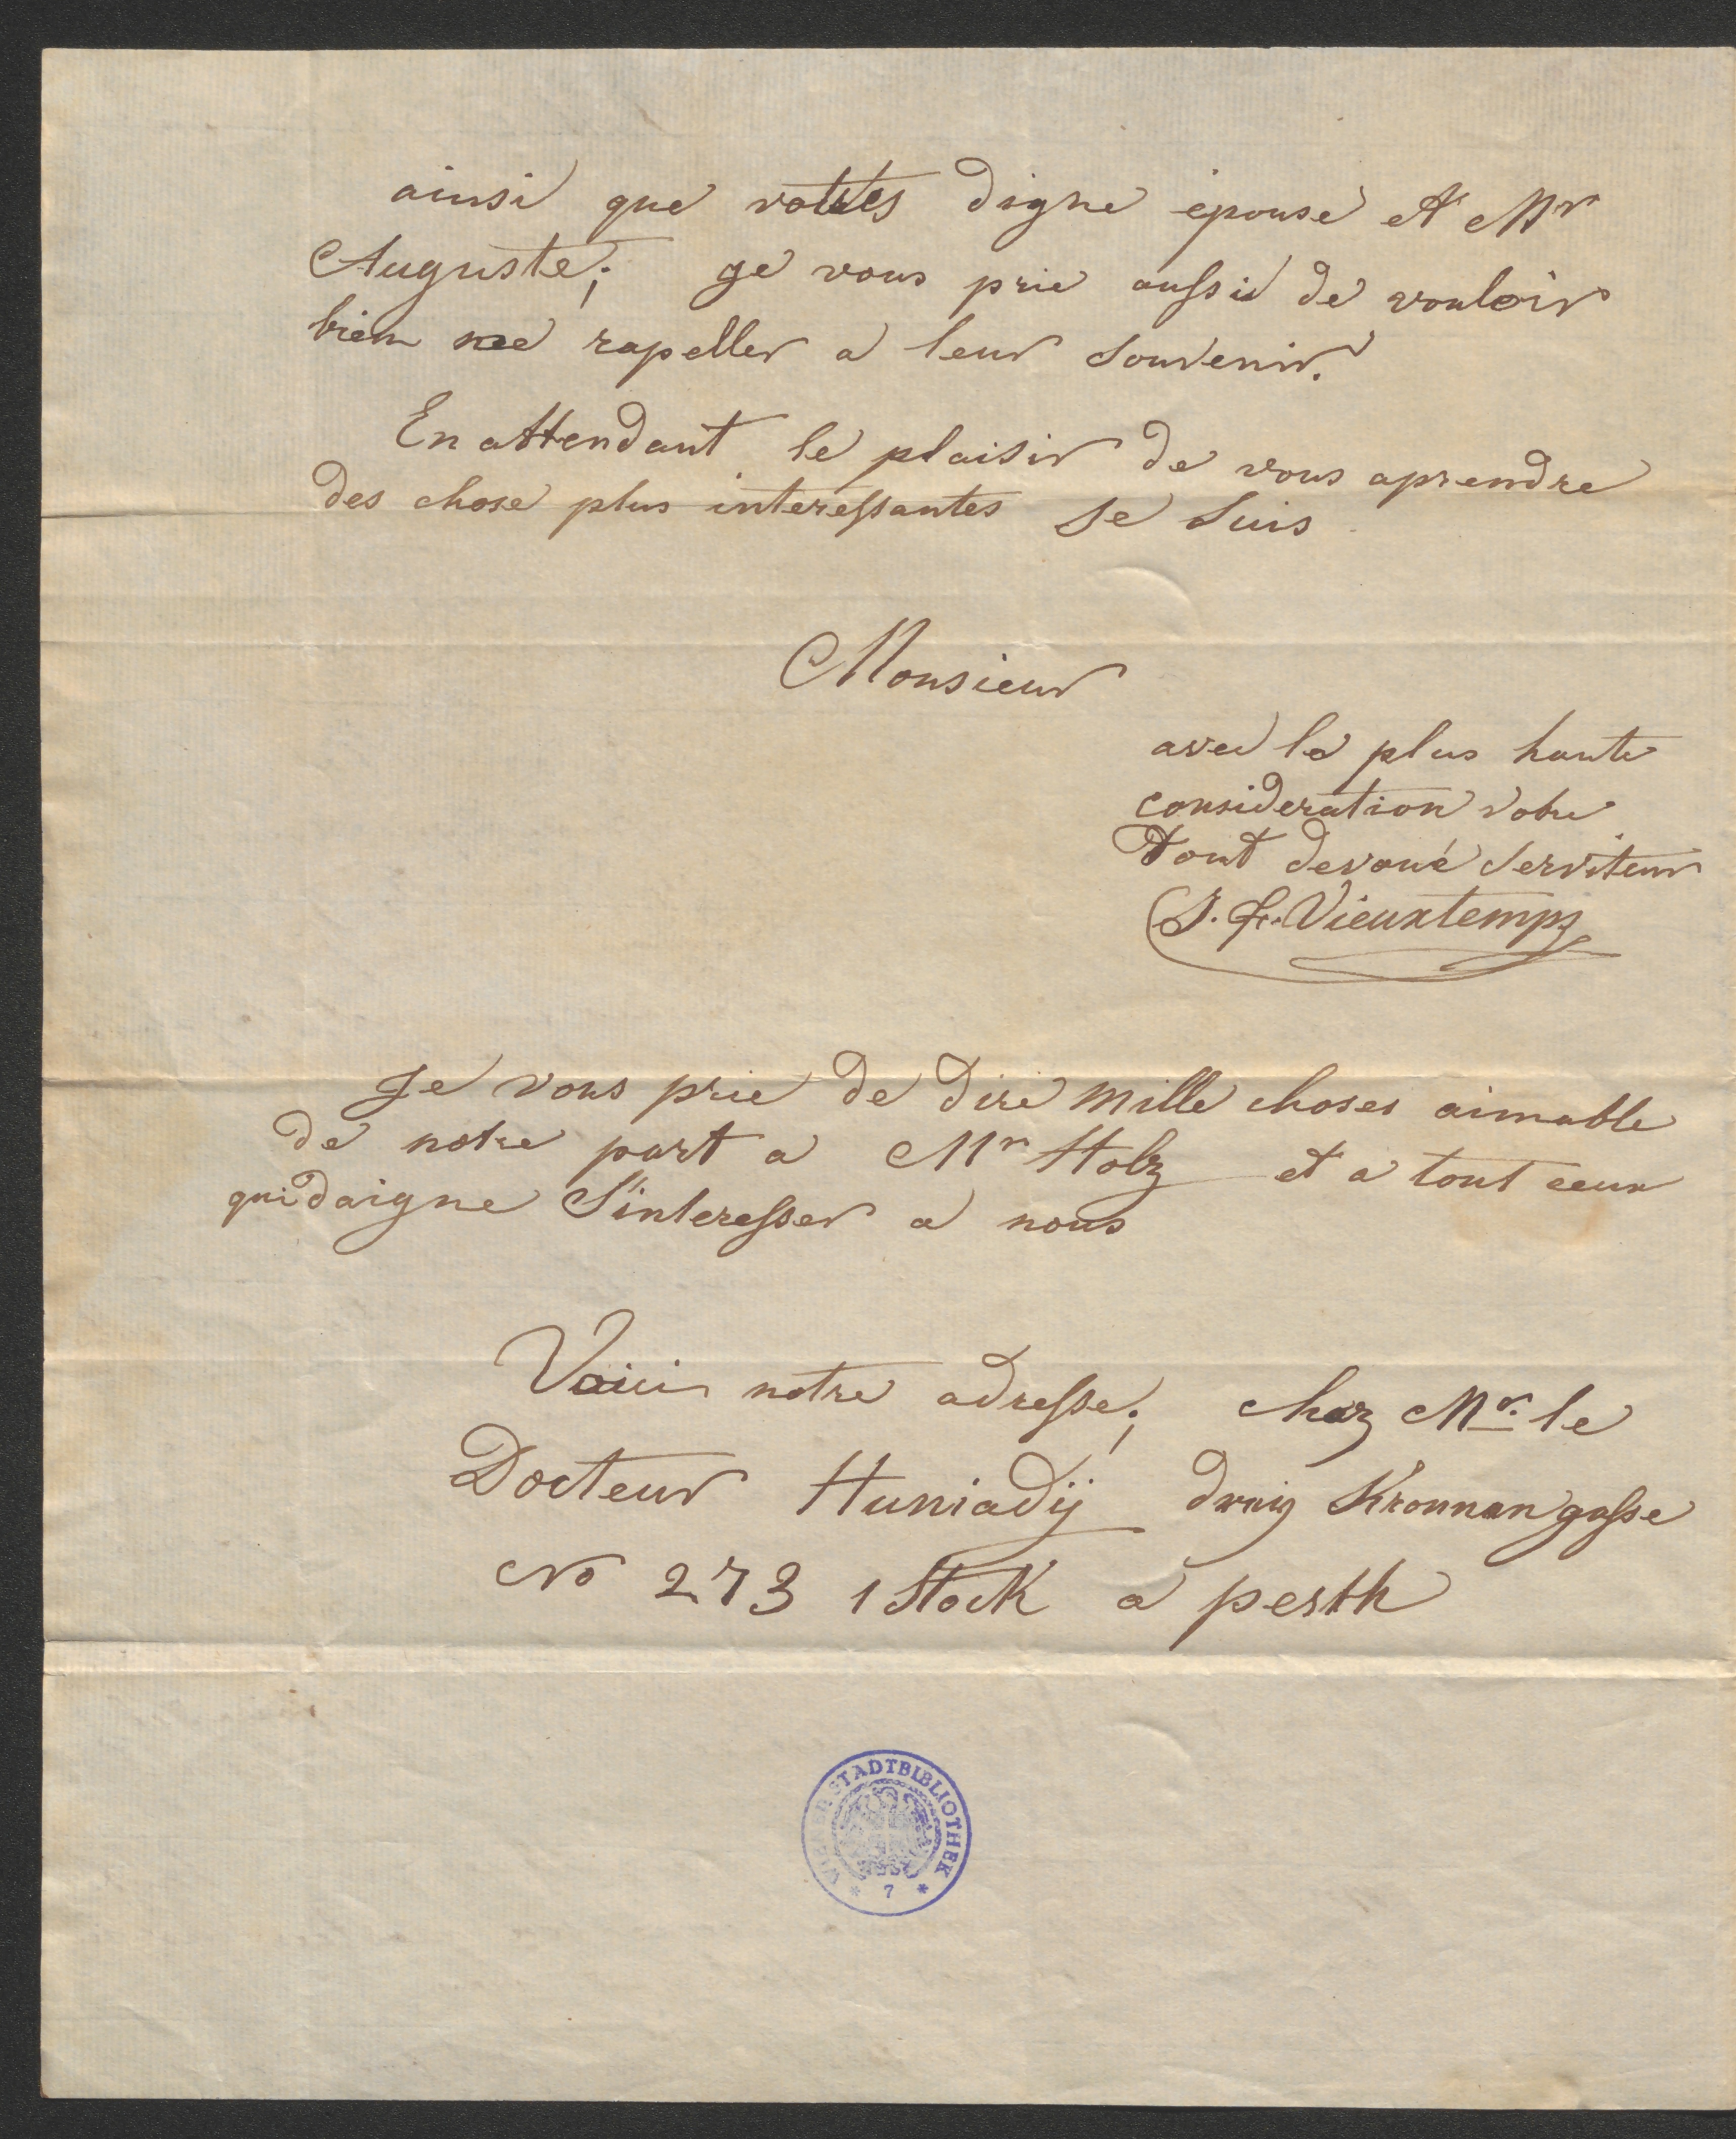 ainsi que votres digne épouse et Mr
Auguste; ge vous prie aussi de vouloir
bien me rapeller a leur souvenir.
En attendant le plaisir de vous aprendre
des chose plus interessantes Je suis
Monsieur
avec la plus haute
consideration votre
tout devoué serviteur
J. F. Vieuxtemps
Je vous prie de dire mille choses aimable
de notre part a Mr Holz et a tout ceux
qui daigne S'interesser a nous
Voici notre adresse; chez Mr. le
Docteur Huniadij Kronnangasse
No 273 1 Stock a pesth
WIENER STADTBIBLIOTHEK
* 7 *